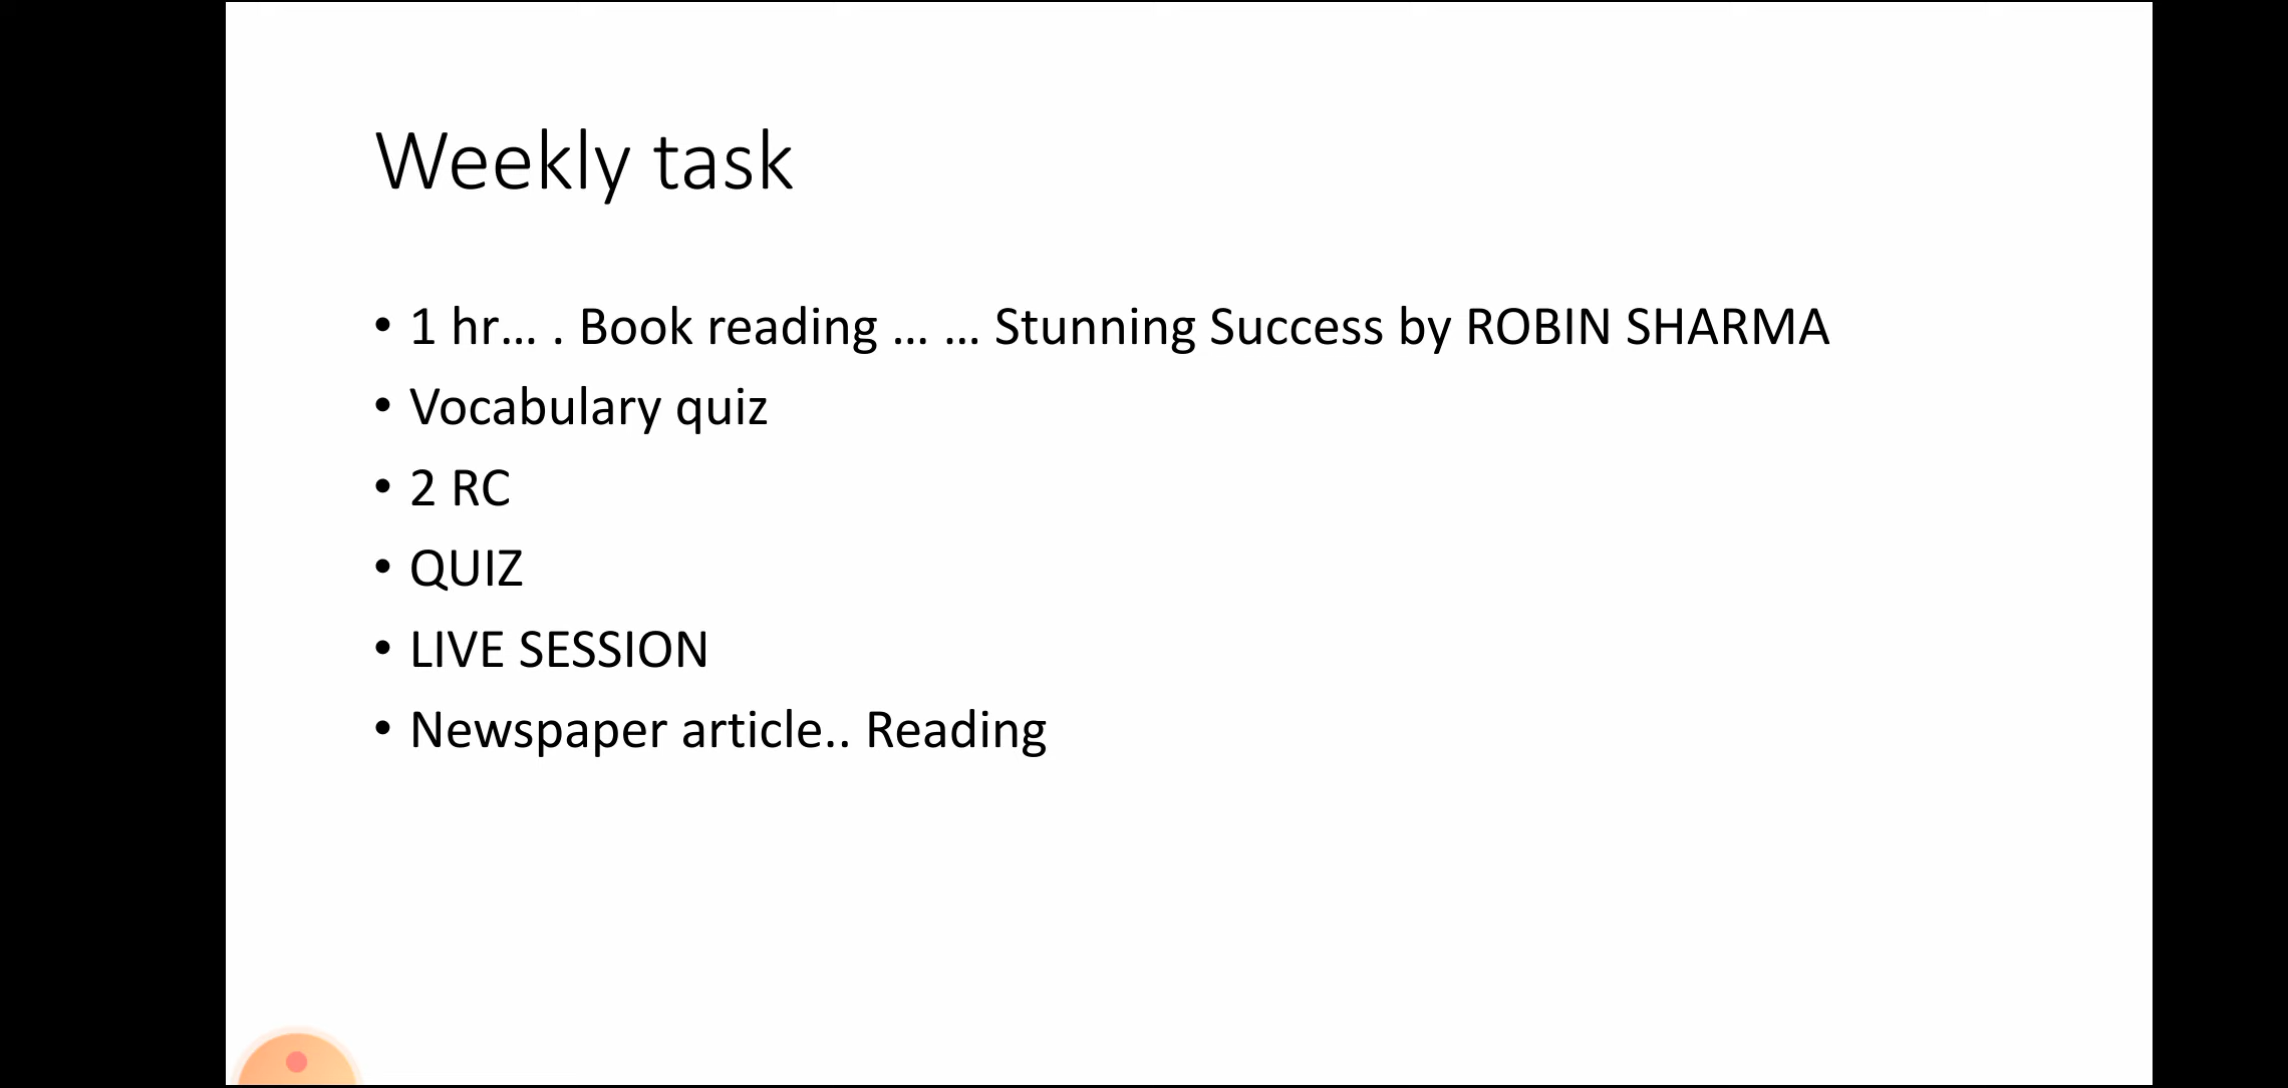 Weekly task
• 1 hr... . Book reading ... ... Stunning Success by ROBIN SHARMA
• Vocabulary quiz
• 2 RC
• QUIZ
• LIVE SESSION
• Newspaper article.. Reading